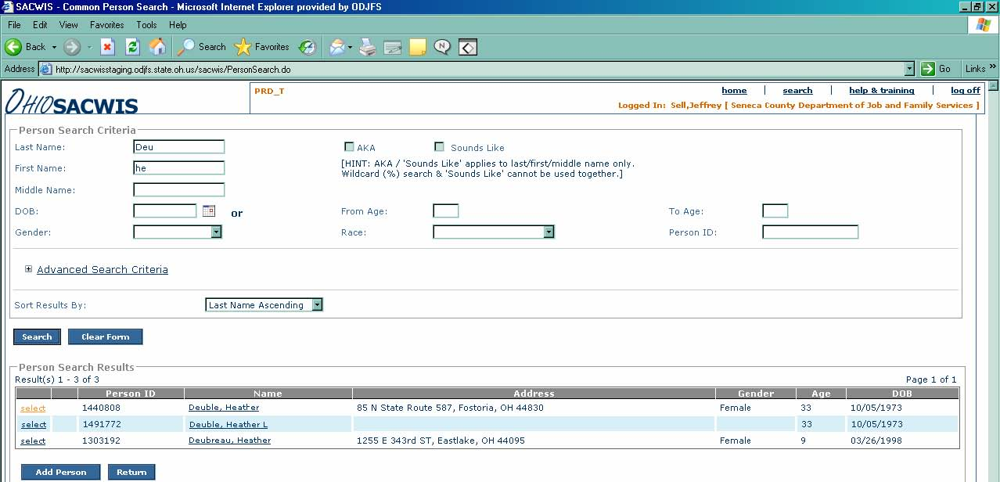 SACWIS - Common Person Search - Microsoft Internet Explorer provided by ODJFS
File Edit View Favorites Tools Help
Back Search Favorites
Address http://sacwisstaging.odjfs.state.oh.us/sacwis/PersonSearch.do Go Links »
OHIO SACWIS PRD_T home | search | help & training | log off
Logged In: Sell,Jeffrey [ Seneca County Department of Job and Family Services ]
Person Search Criteria
Last Name: Deu AKA Sounds Like
First Name: he [HINT: AKA / 'Sounds Like' applies to last/first/middle name only.
Wildcard (%) search & 'Sounds Like' cannot be used together.]
Middle Name:
DOB: or From Age: To Age:
Gender: Race: Person ID:
Advanced Search Criteria
Sort Results By: Last Name Ascending
Search Clear Form
Person Search Results
Result(s) 1 - 3 of 3 Page 1 of 1
Person ID Name Address Gender Age DOB
select 1440808 Deuble, Heather 85 N State Route 587, Fostoria, OH 44830 Female 33 10/05/1973
select 1491772 Deuble, Heather L 33 10/05/1973
select 1303192 Deubreau, Heather 1255 E 343rd ST, Eastlake, OH 44095 Female 9 03/26/1998
Add Person Return